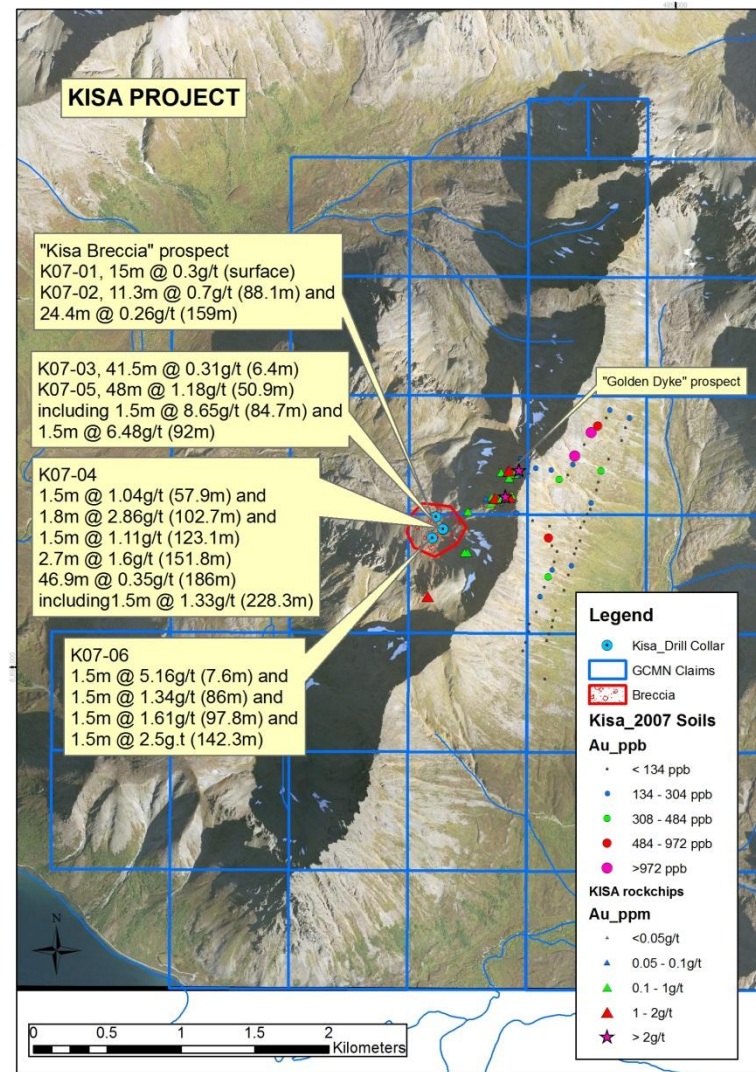 KISA PROJECT
"Kisa Breccia" prospect
K07-01, 15m @ 0.3g/t (surface)
K07-02, 11.3m @ 0.7g/t (88.1m) and
24.4m @ 0.26g/t (159m)
K07-03, 41.5m @ 0.31g/t (6.4m)
K07-05, 48m @ 1.18g/t (50.9m)
including 1.5m @ 8.65g/t (84.7m) and
1.5m @ 6.48g/t (92m)
"Golden Dyke" prospect
K07-04
1.5m @ 1.04g/t (57.9m) and
1.8m @ 2.86g/t (102.7m) and
1.5m @ 1.11g/t (123.1m)
2.7m @ 1.6g/t (151.8m)
46.9m @ 0.35g/t (186m)
including1.5m @ 1.33g/t (228.3m)
K07-06
1.5m @ 5.16g/t (7.6m) and
1.5m @ 1.34g/t (86m) and
1.5m @ 1.61g/t (97.8m) and
1.5m @ 2.5g.t (142.3m)
Legend
Kisa_Drill Collar
GCMN Claims
Breccia
Kisa_2007 Soils
Au_ppb
< 134 ppb
134 - 304 ppb
308 - 484 ppb
484 - 972 ppb
>972 ppb
KISA rockchips
Au_ppm
<0.05g/t
0.05 - 0.1g/t
0.1 - 1g/t
1 - 2g/t
> 2g/t
N
0 0.5 1 1.5 2
Kilometers